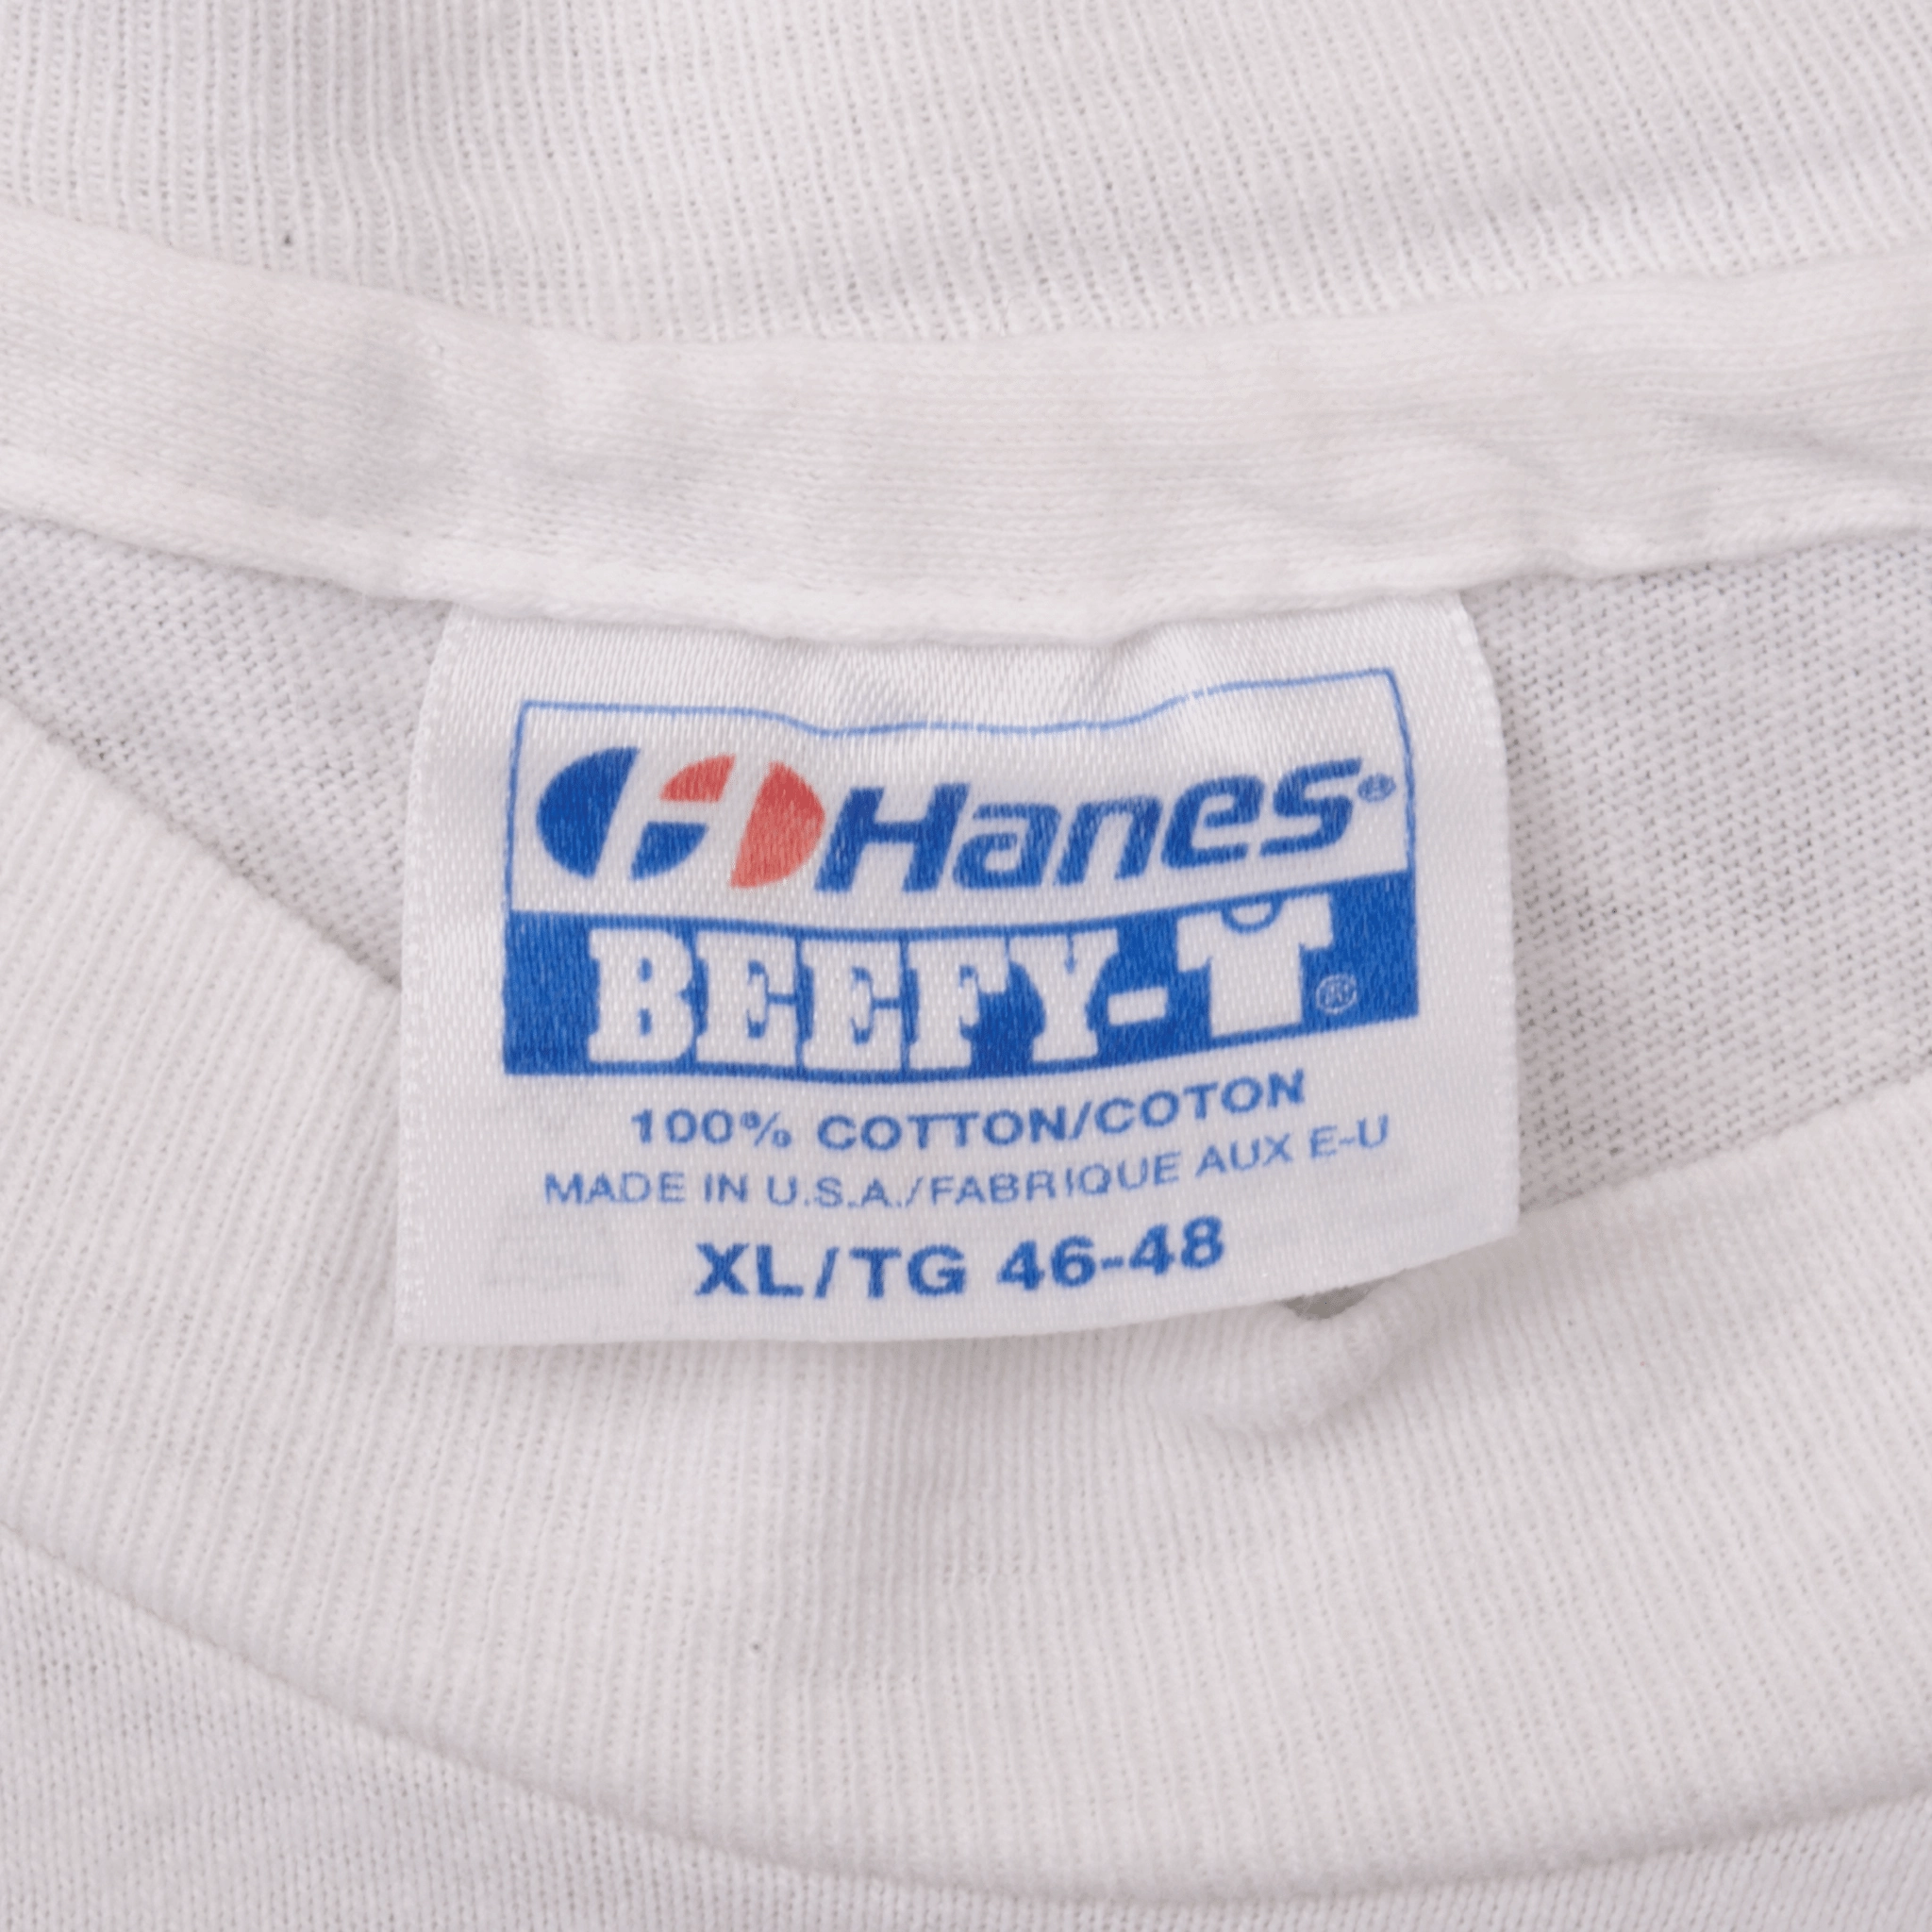 Hanes®
BEEFY-T®
100% COTTON/COTON
MADE IN U.S.A./FABRIQUE AUX E-U
XL/TG 46-48